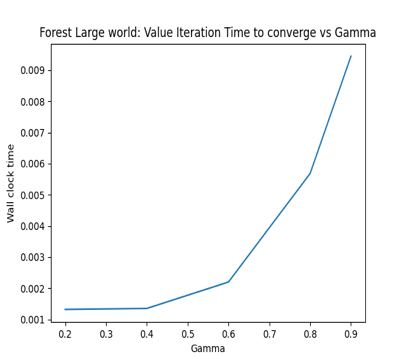 Forest Large world: Value Iteration Time to converge vs Gamma
0.009
0.008
0.007
0.006
0.005
0.004
0.003
0.002
0.001
Wall clock time
0.2 0.3 0.4 0.5 0.6 0.7 0.8 0.9
Gamma